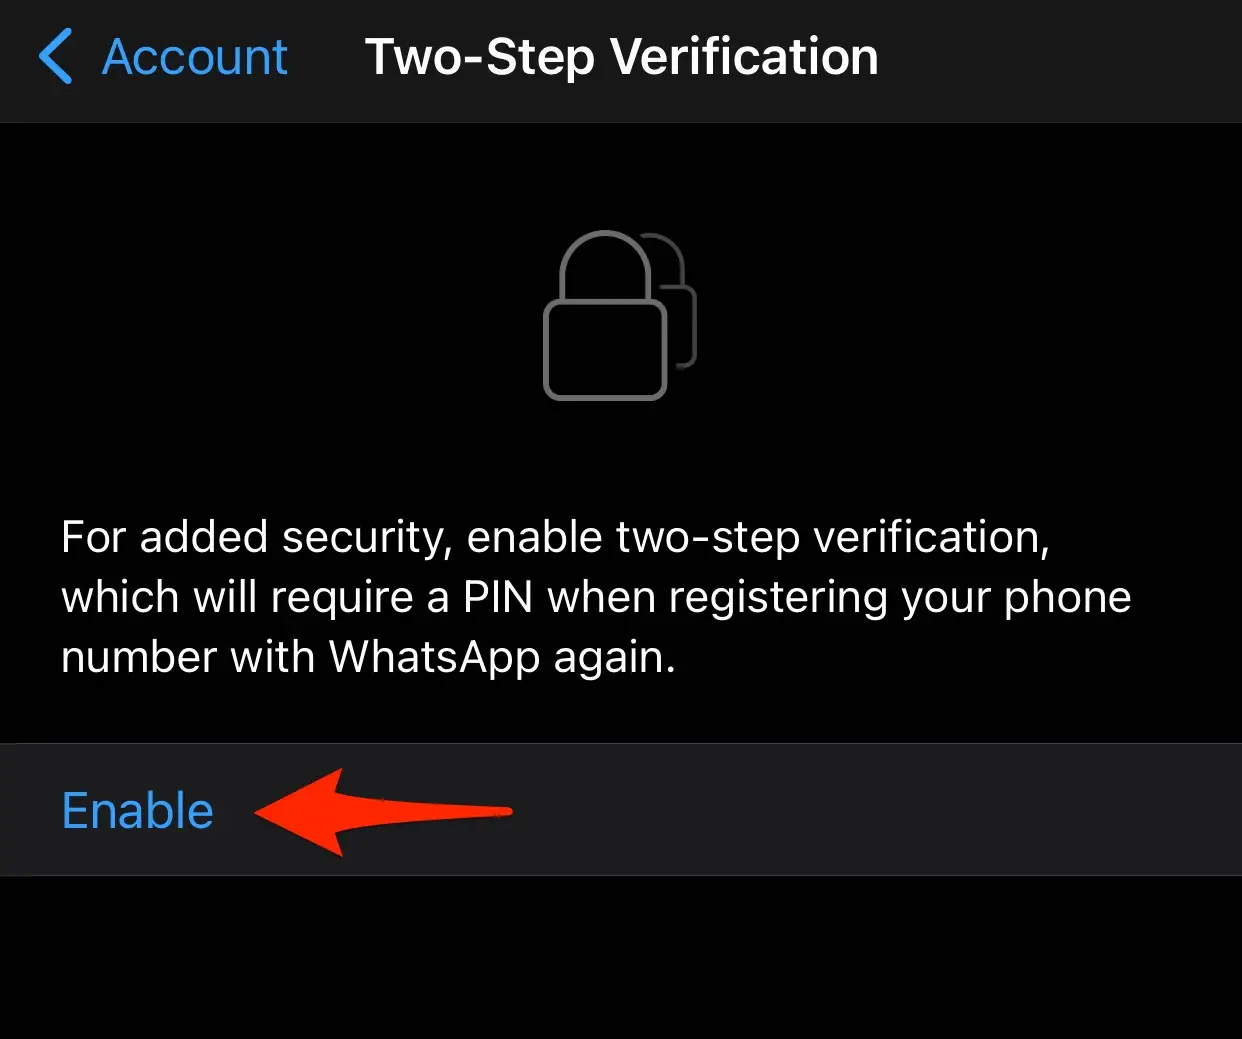 Account Two-Step Verification
For added security, enable two-step verification,
which will require a PIN when registering your phone
number with WhatsApp again.
Enable